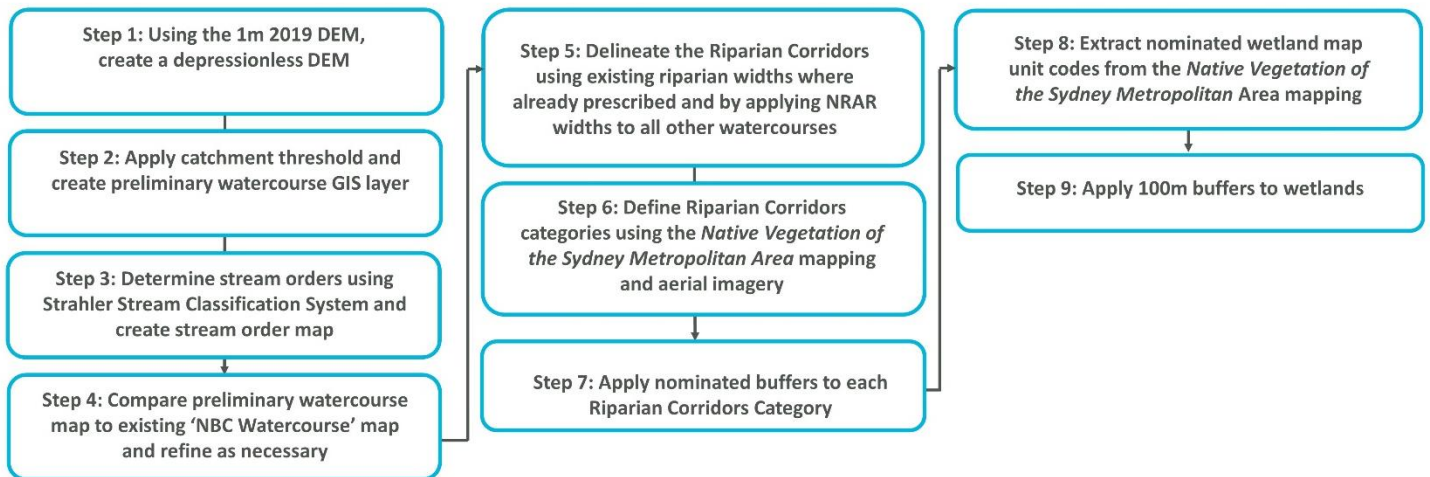 Step 1: Using the 1m 2019 DEM,
create a depressionless DEM
Step 2: Apply catchment threshold and
create preliminary watercourse GIS layer
Step 3: Determine stream orders using
Strahler Stream Classification System and
create stream order map
Step 4: Compare preliminary watercourse
map to existing ‘NBC Watercourse’ map
and refine as necessary
Step 5: Delineate the Riparian Corridors
using existing riparian widths where
already prescribed and by applying NRAR
widths to all other watercourses
Step 6: Define Riparian Corridors
categories using the Native Vegetation of
the Sydney Metropolitan Area mapping
and aerial imagery
Step 7: Apply nominated buffers to each
Riparian Corridors Category
Step 8: Extract nominated wetland map
unit codes from the Native Vegetation of
the Sydney Metropolitan Area mapping
Step 9: Apply 100m buffers to wetlands